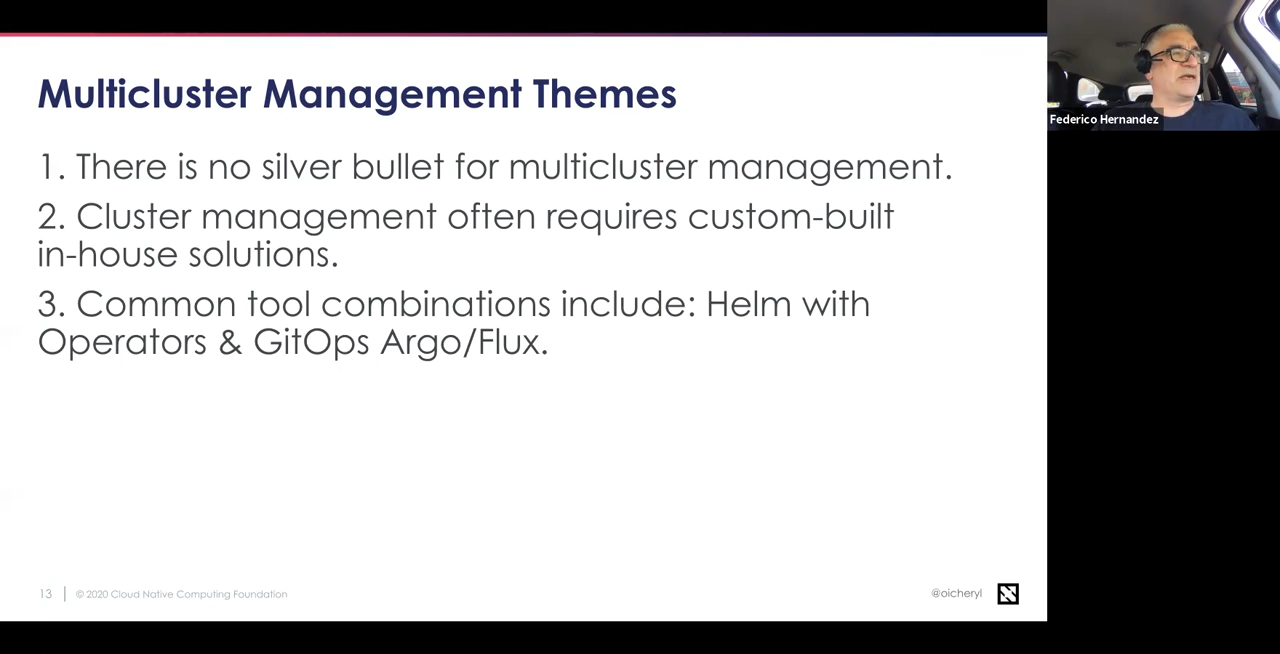 Multicluster Management Themes
1. There is no silver bullet for multicluster management.
2. Cluster management often requires custom-built
in-house solutions.
3. Common tool combinations include: Helm with
Operators & GitOps Argo/Flux.
13 | © 2020 Cloud Native Computing Foundation
@oicheryl
Federico Hernandez